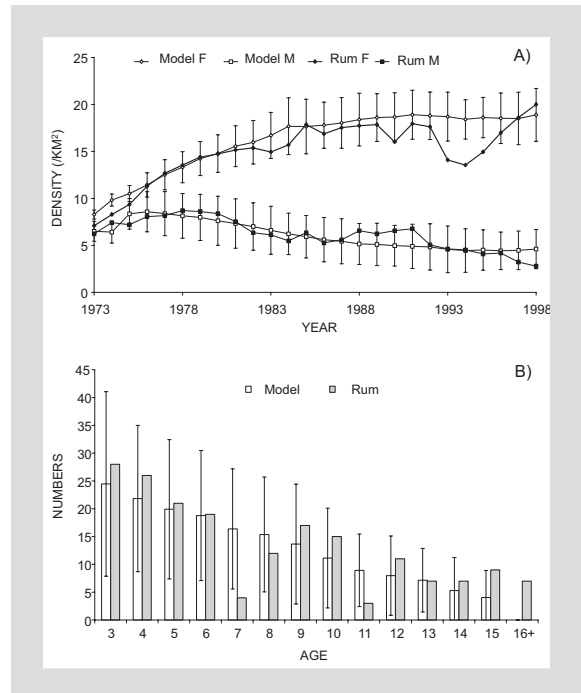 A)
Model F Model M Rum F Rum M
25
20
15
10
5
0
DENSITY (/KM²)
1973 1978 1983 1988 1993 1998
YEAR
B)
Model Rum
45
40
35
30
25
20
15
10
5
0
NUMBERS
3 4 5 6 7 8 9 10 11 12 13 14 15 16+
AGE